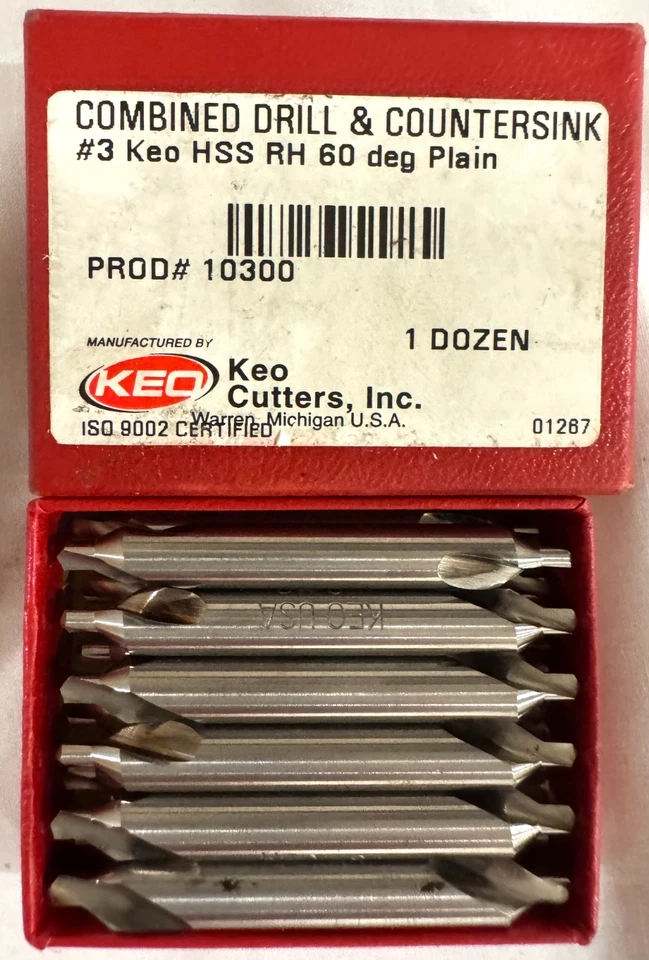 COMBINED DRILL & COUNTERSINK
#3 Keo HSS RH 60 deg Plain
PROD# 10300
1 DOZEN
MANUFACTURED BY
KEO
Keo
Cutters, Inc.
Warren, Michigan U.S.A.
ISO 9002 CERTIFIED
01267
KEO USA